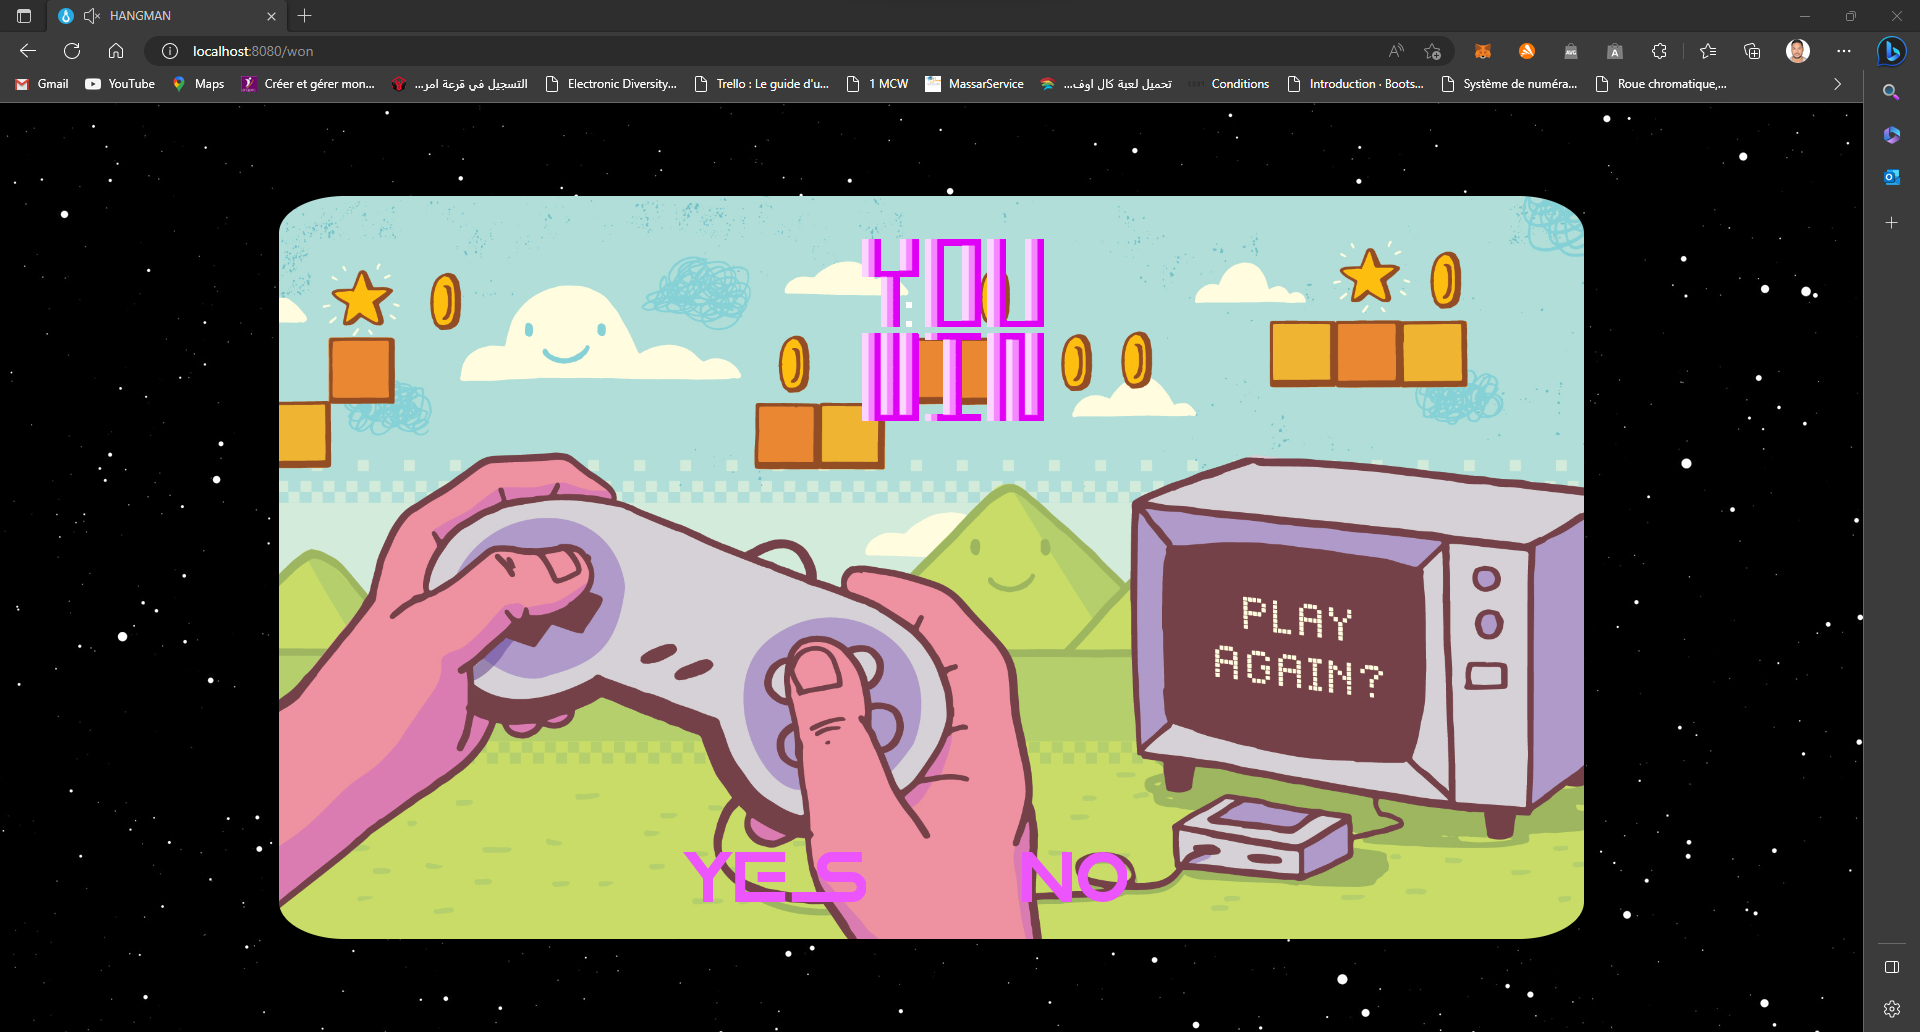 HANGMAN
localhost:8080/won
Gmail
YouTube
Maps
Créer et gérer mon...
التسجيل في قرعة امر...
Electronic Diversity...
Trello : Le guide d'u...
1 MCW
MassarService
تحميل لعبة كال اوف...
Conditions
Introduction · Boots...
Système de numéra...
Roue chromatique,...
YOU
WIN
PLAY
AGAIN?
YES NO